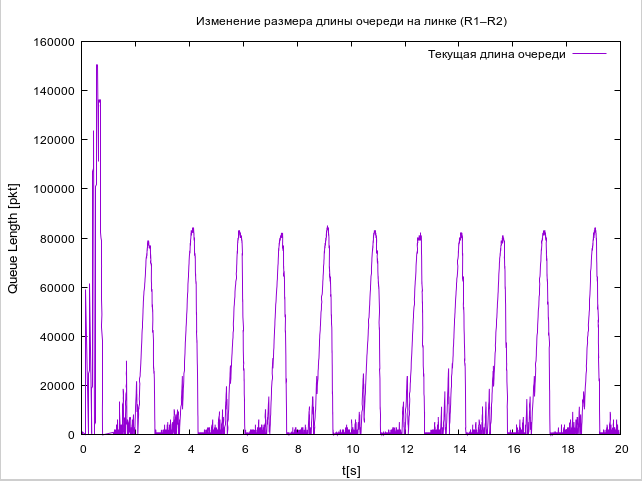 Изменение размера длины очереди на линке (R1–R2)
Текущая длина очереди
Queue Length [pkt]
160000
140000
120000
100000
80000
60000
40000
20000
0
0 2 4 6 8 10 12 14 16 18 20
t[s]